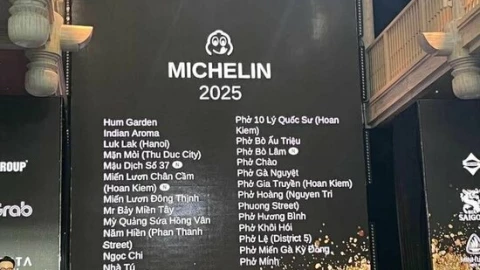 MICHELIN
2025
Hum Garden
Indian Aroma
Luk Lak (Hanoi)
Mặn Mòi (Thu Duc City)
Mậu Dịch Số 37 N
Miến Lươn Chân Cầm
(Hoan Kiem) N
Miến Lươn Đông Thịnh
Mr Bảy Miền Tây
Mỳ Quảng Sứa Hồng Vân
Năm Hiền (Phan Thanh
Street)
Ngọc Chi
Nhà Tú
Phở 10 Lý Quốc Sư (Hoan
Kiem)
Phở Bò Ấu Triệu
Phở Bò Lâm N
Phở Chào
Phở Gà Nguyệt
Phở Gia Truyền (Hoan Kiem)
Phở Hoàng (Nguyen Tri
Phuong Street)
Phở Hương Bình
Phở Khôi Hói
Phở Lệ (District 5)
Phở Miến Gà Kỳ Đồng
Phở Minh
GROUP
Grab
TA
SAIGO